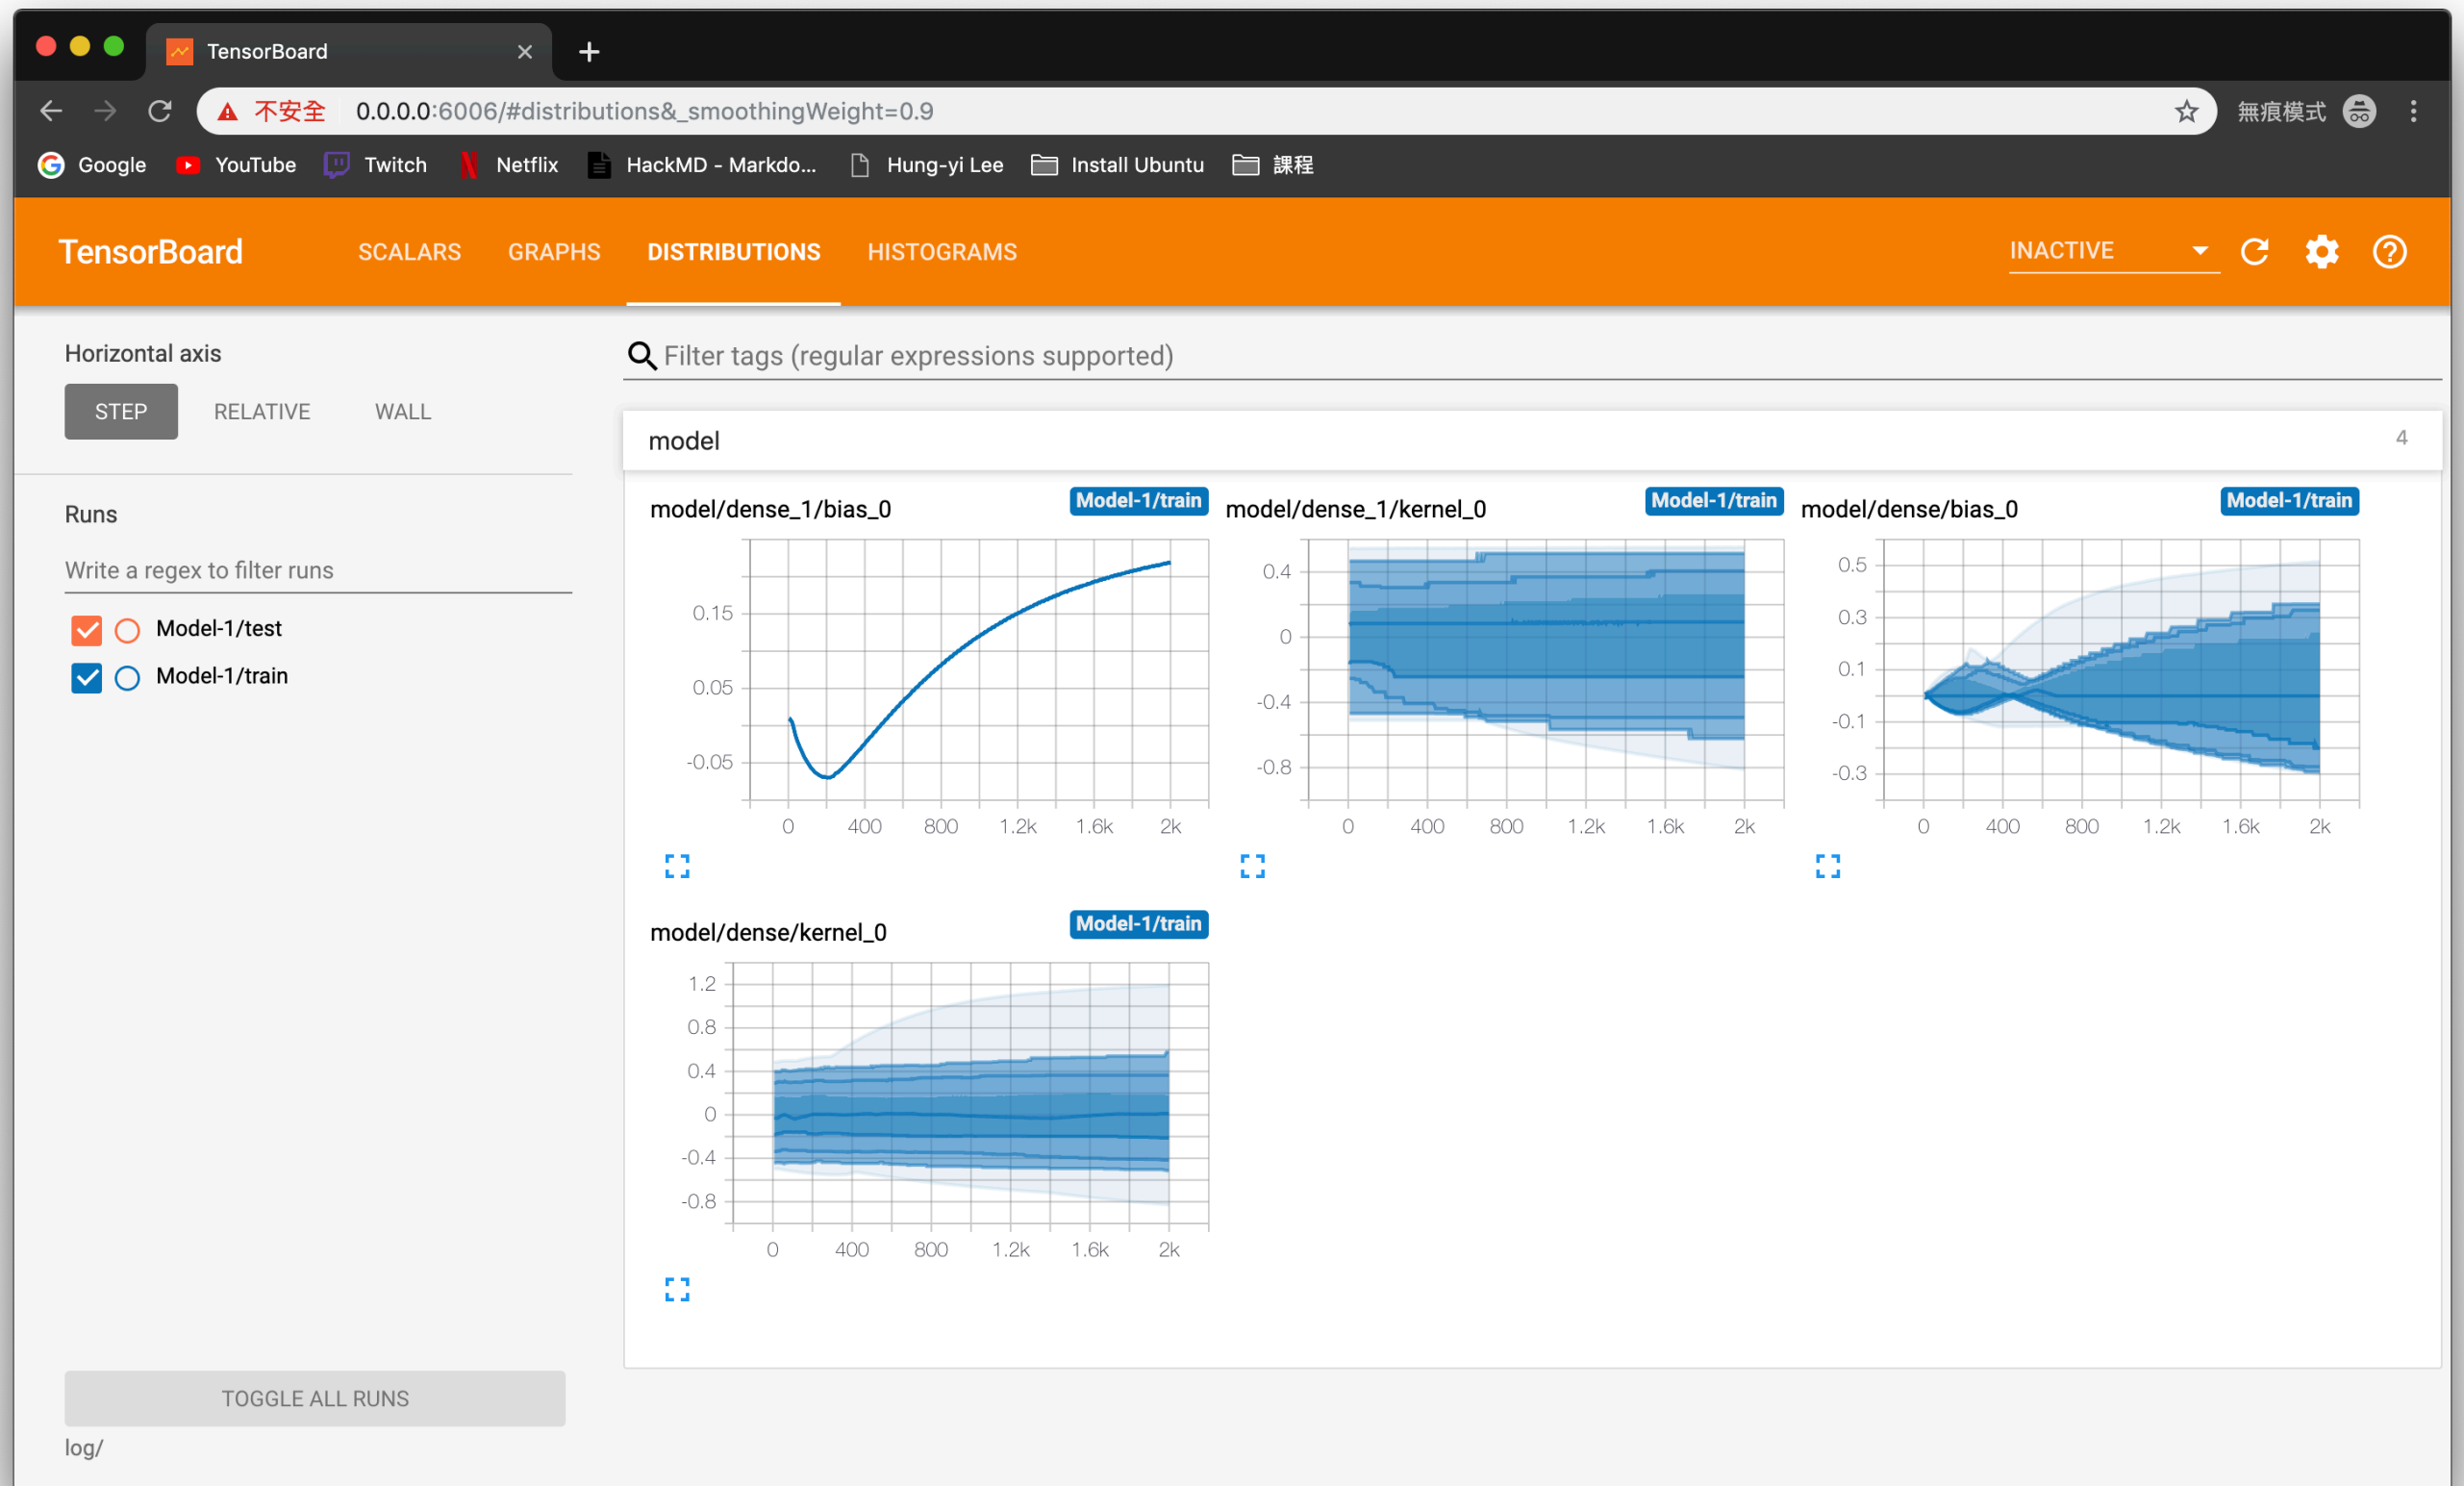 TensorBoard
不安全 0.0.0.0:6006/#distributions&_smoothingWeight=0.9 無痕模式
Google YouTube Twitch Netflix HackMD - Markdo... Hung-yi Lee Install Ubuntu 課程
TensorBoard SCALARS GRAPHS DISTRIBUTIONS HISTOGRAMS INACTIVE
Horizontal axis
STEP RELATIVE WALL
Runs
Write a regex to filter runs
Model-1/test
Model-1/train
TOGGLE ALL RUNS
log/
Filter tags (regular expressions supported)
model 4
model/dense_1/bias_0 Model-1/train
0.15
0.05
-0.05
0 400 800 1.2k 1.6k 2k
model/dense_1/kernel_0 Model-1/train
0.4
0
-0.4
-0.8
0 400 800 1.2k 1.6k 2k
model/dense/bias_0 Model-1/train
0.5
0.3
0.1
-0.1
-0.3
0 400 800 1.2k 1.6k 2k
model/dense/kernel_0 Model-1/train
1.2
0.8
0.4
0
-0.4
-0.8
0 400 800 1.2k 1.6k 2k